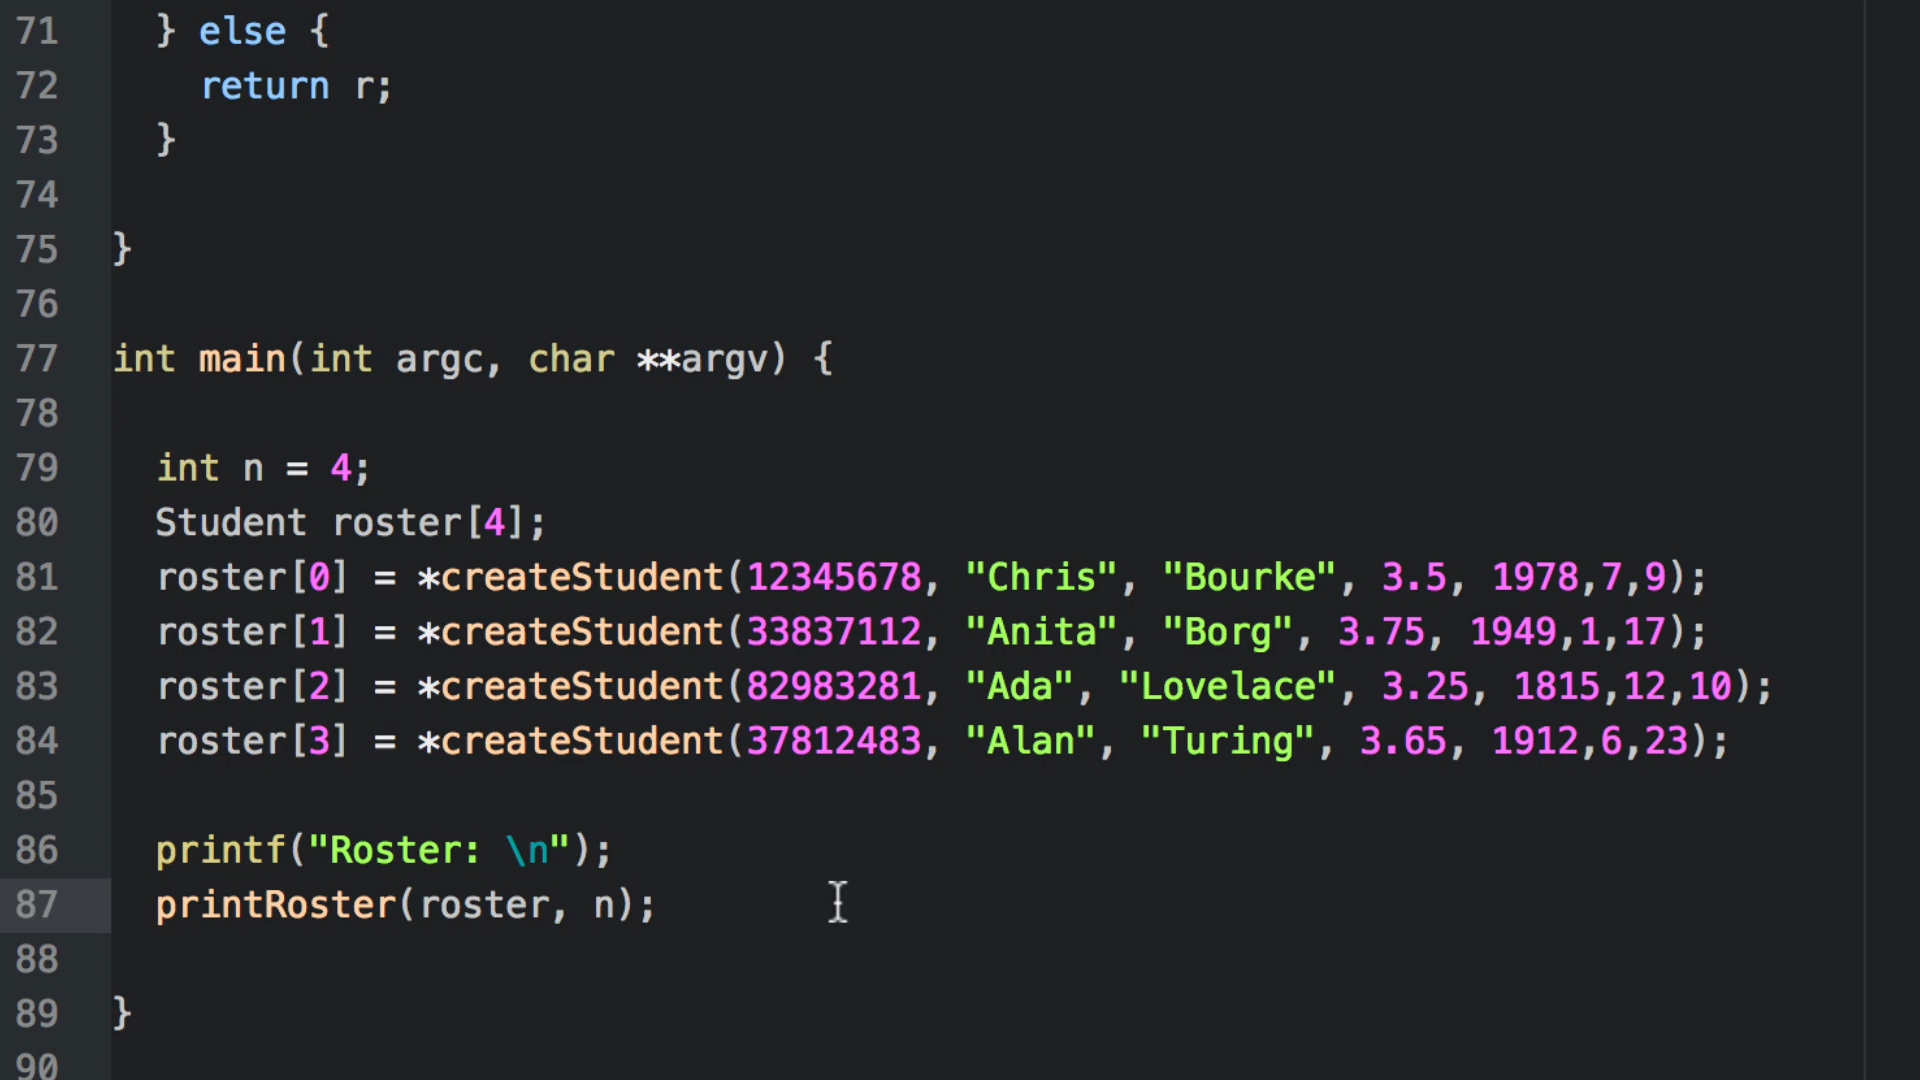 71 } else {
72 return r;
73 }
74
75 }
76
77 int main(int argc, char **argv) {
78
79 int n = 4;
80 Student roster[4];
81 roster[0] = *createStudent(12345678, "Chris", "Bourke", 3.5, 1978,7,9);
82 roster[1] = *createStudent(33837112, "Anita", "Borg", 3.75, 1949,1,17);
83 roster[2] = *createStudent(82983281, "Ada", "Lovelace", 3.25, 1815,12,10);
84 roster[3] = *createStudent(37812483, "Alan", "Turing", 3.65, 1912,6,23);
85
86 printf("Roster: \n");
87 printRoster(roster, n);
88
89 }
90